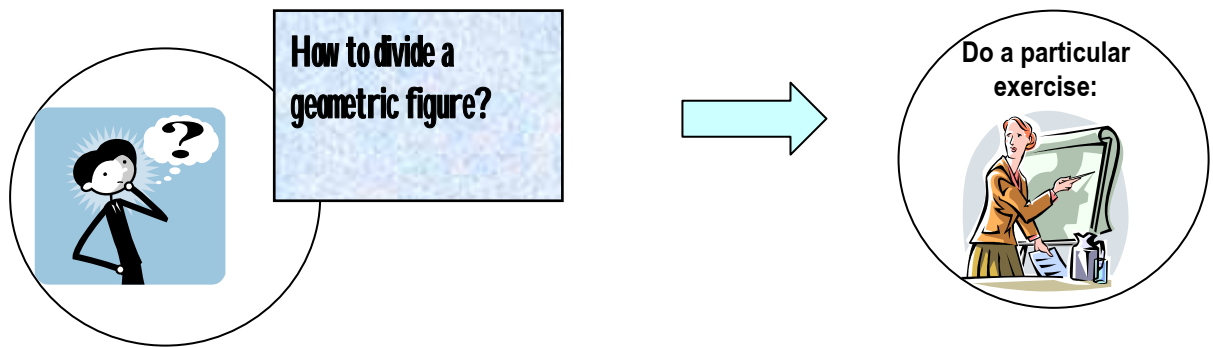 How to divide a
geometric figure?
Do a particular
exercise:
?